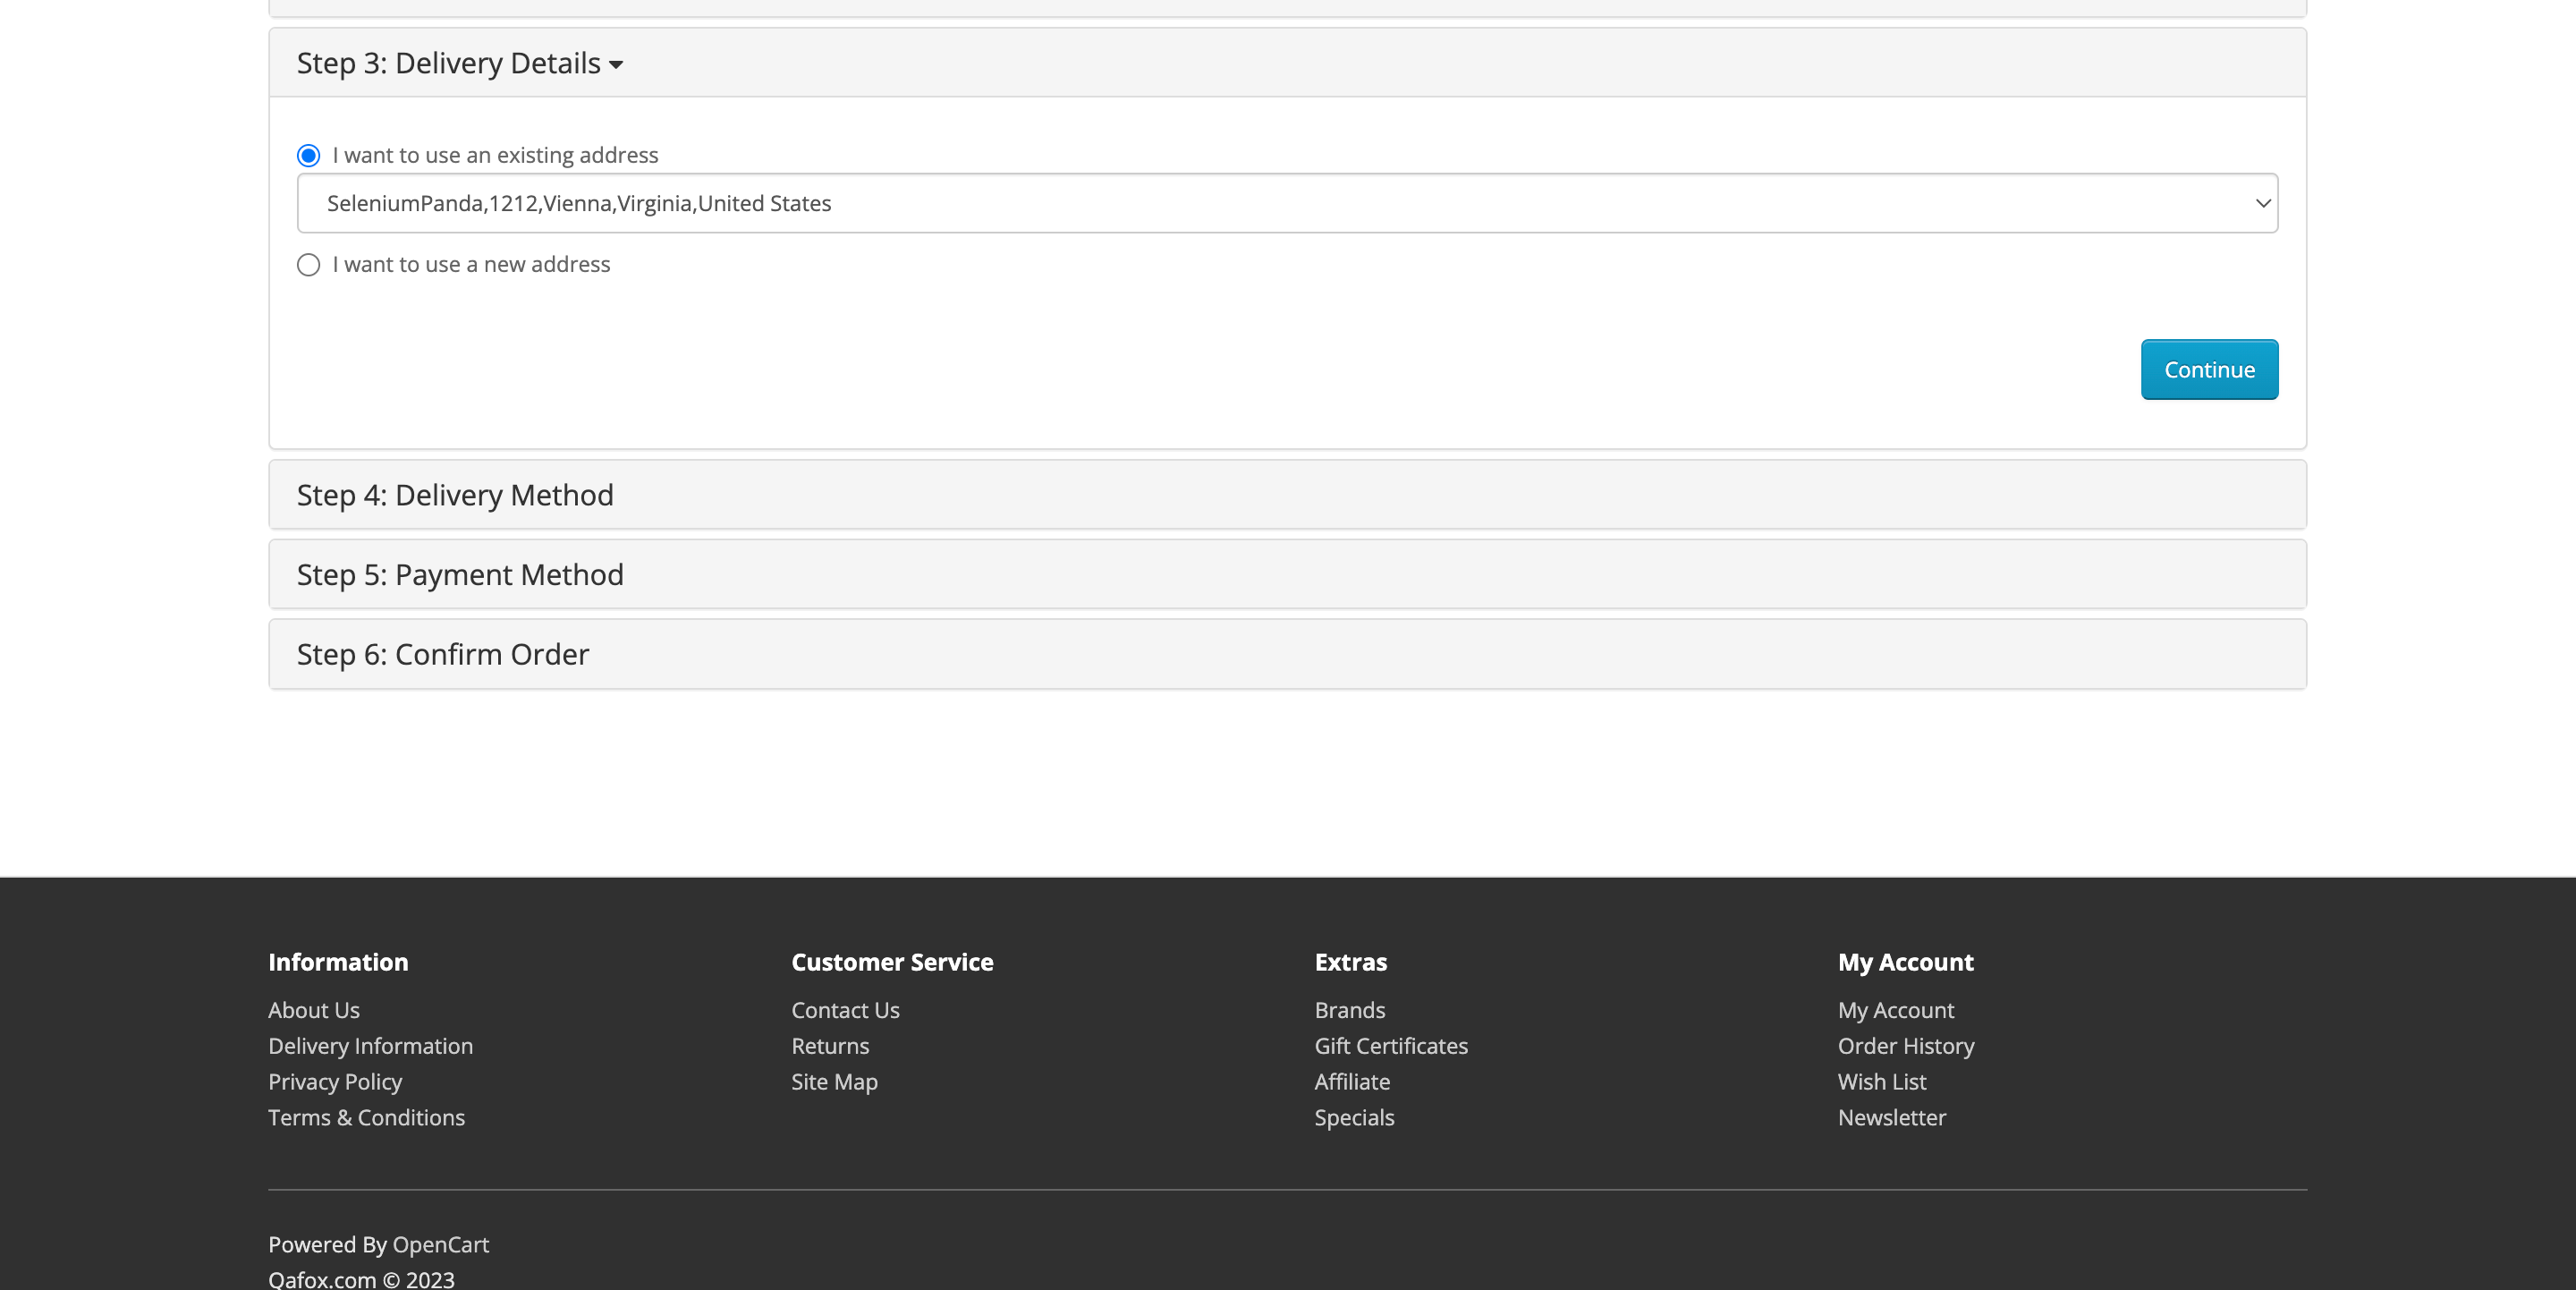 Step 3: Delivery Details
I want to use an existing address
SeleniumPanda,1212,Vienna,Virginia,United States
I want to use a new address
Continue
Step 4: Delivery Method
Step 5: Payment Method
Step 6: Confirm Order
Information
About Us
Delivery Information
Privacy Policy
Terms & Conditions
Customer Service
Contact Us
Returns
Site Map
Extras
Brands
Gift Certificates
Affiliate
Specials
My Account
My Account
Order History
Wish List
Newsletter
Powered By OpenCart
Qafox.com © 2023